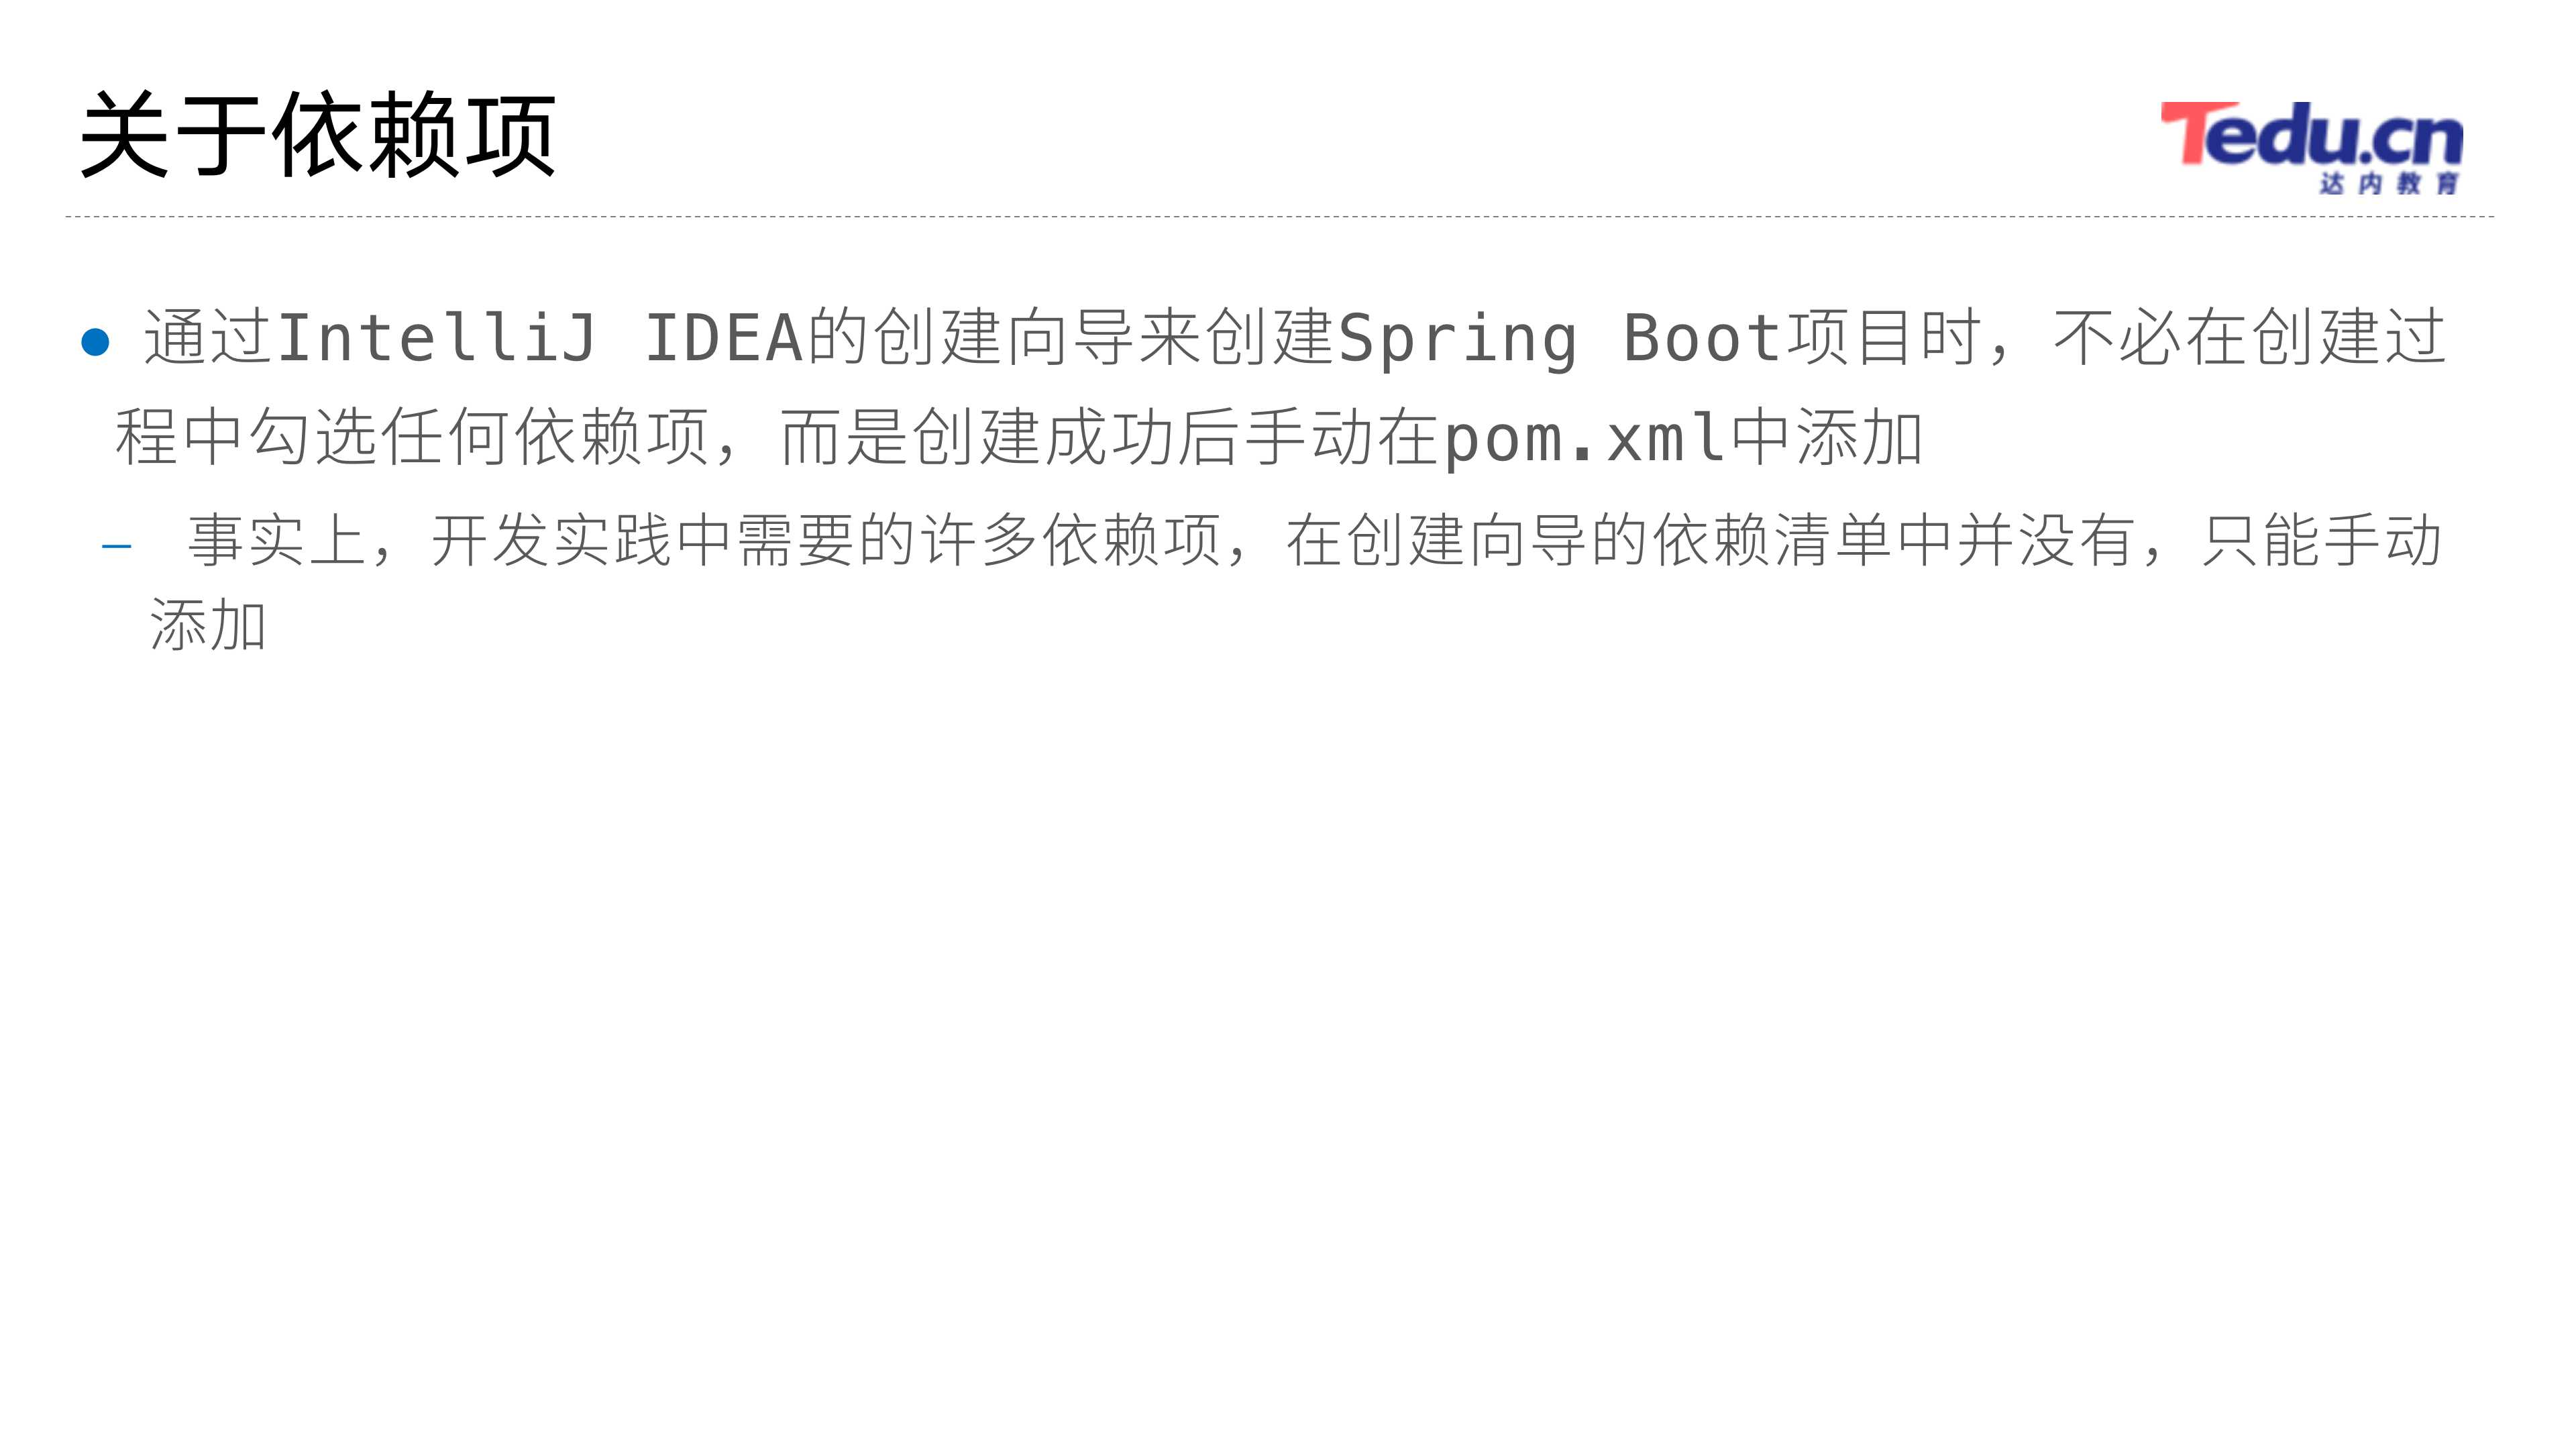 关于依赖项
Tedu.cn
达内教育
● 通过IntelliJ IDEA的创建向导来创建Spring Boot项目时，不必在创建过
程中勾选任何依赖项，而是创建成功后手动在pom.xml中添加
– 事实上，开发实践中需要的许多依赖项，在创建向导的依赖清单中并没有，只能手动
添加